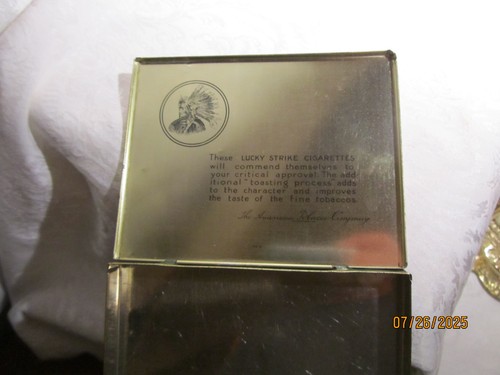 These LUCKY STRIKE CIGARETTES
will commend themselves to
your critical approval. The add
itional "toasting" process adds
to the character and improves
the taste of the fine tobaccos.
The American Tobacco Company
07/26/2025